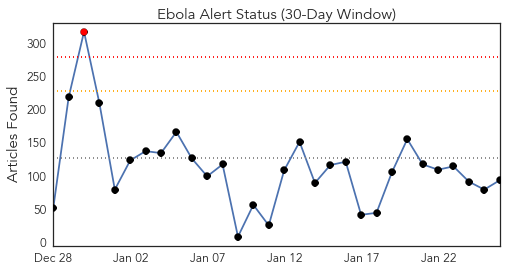 Ebola Alert Status (30-Day Window)
Articles Found
300
250
200
150
100
50
0
Dec 28
Jan 02
Jan 07
Jan 12
Jan 17
Jan 22